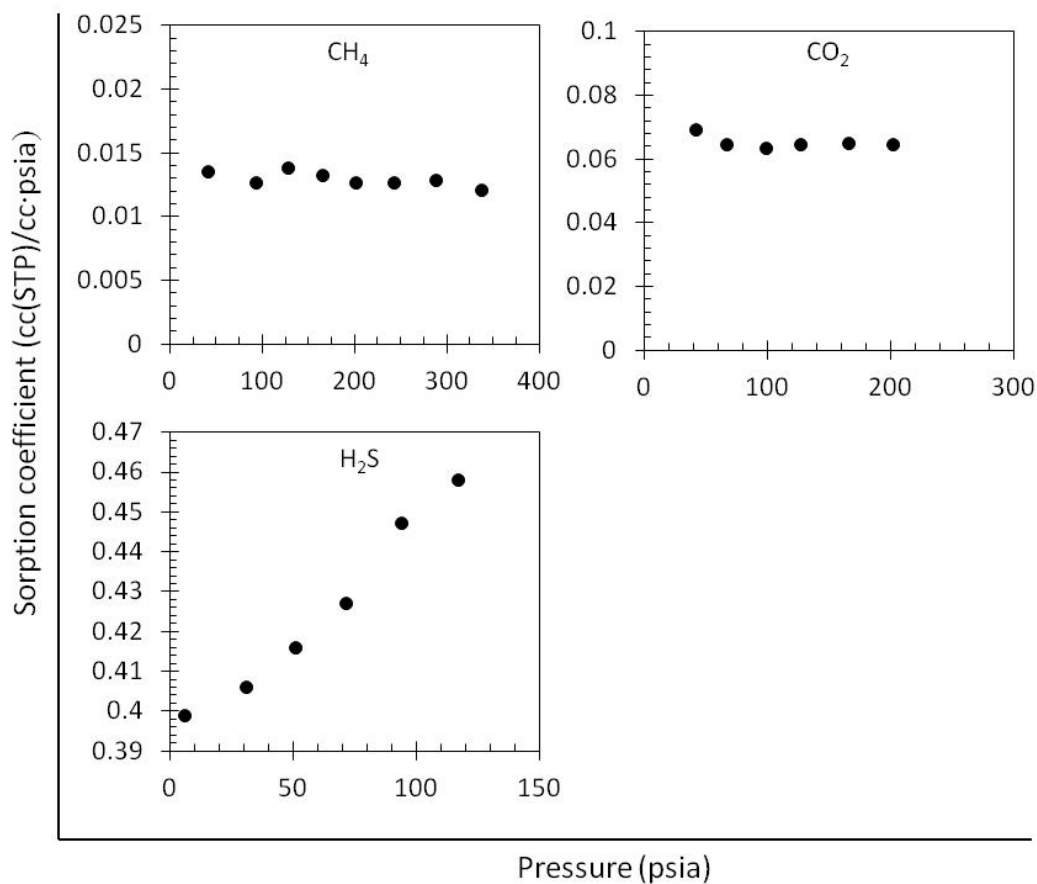 Sorption coefficient (cc(STP)/cc·psia)
CH4
0.025
0.02
0.015
0.01
0.005
0
0 100 200 300 400
CO2
0.1
0.08
0.06
0.04
0.02
0
0 100 200 300
H2S
0.47
0.46
0.45
0.44
0.43
0.42
0.41
0.4
0.39
0 50 100 150
Pressure (psia)